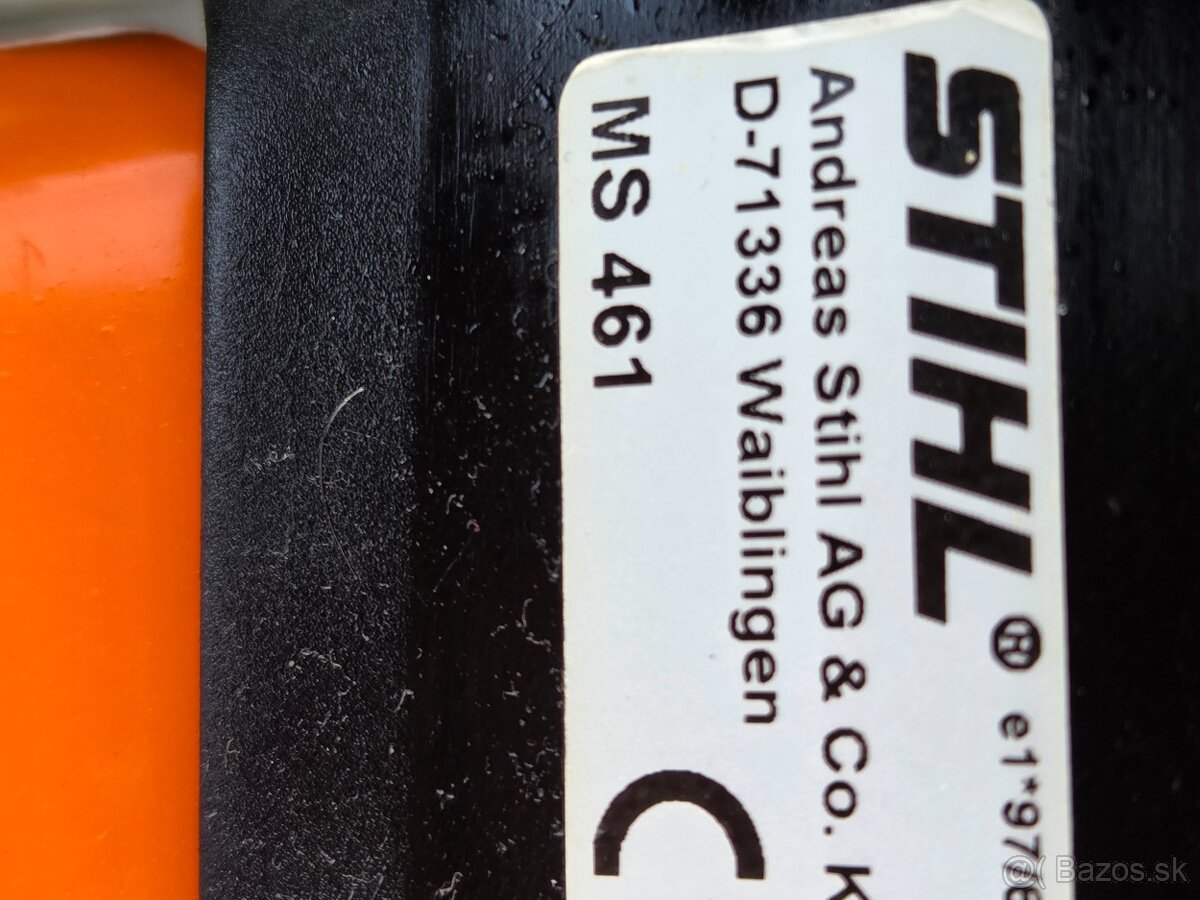 STIHL® e1*97
Andreas Stihl AG & Co. K
D-71336 Waiblingen
MS 461
C
@( Bazos.sk